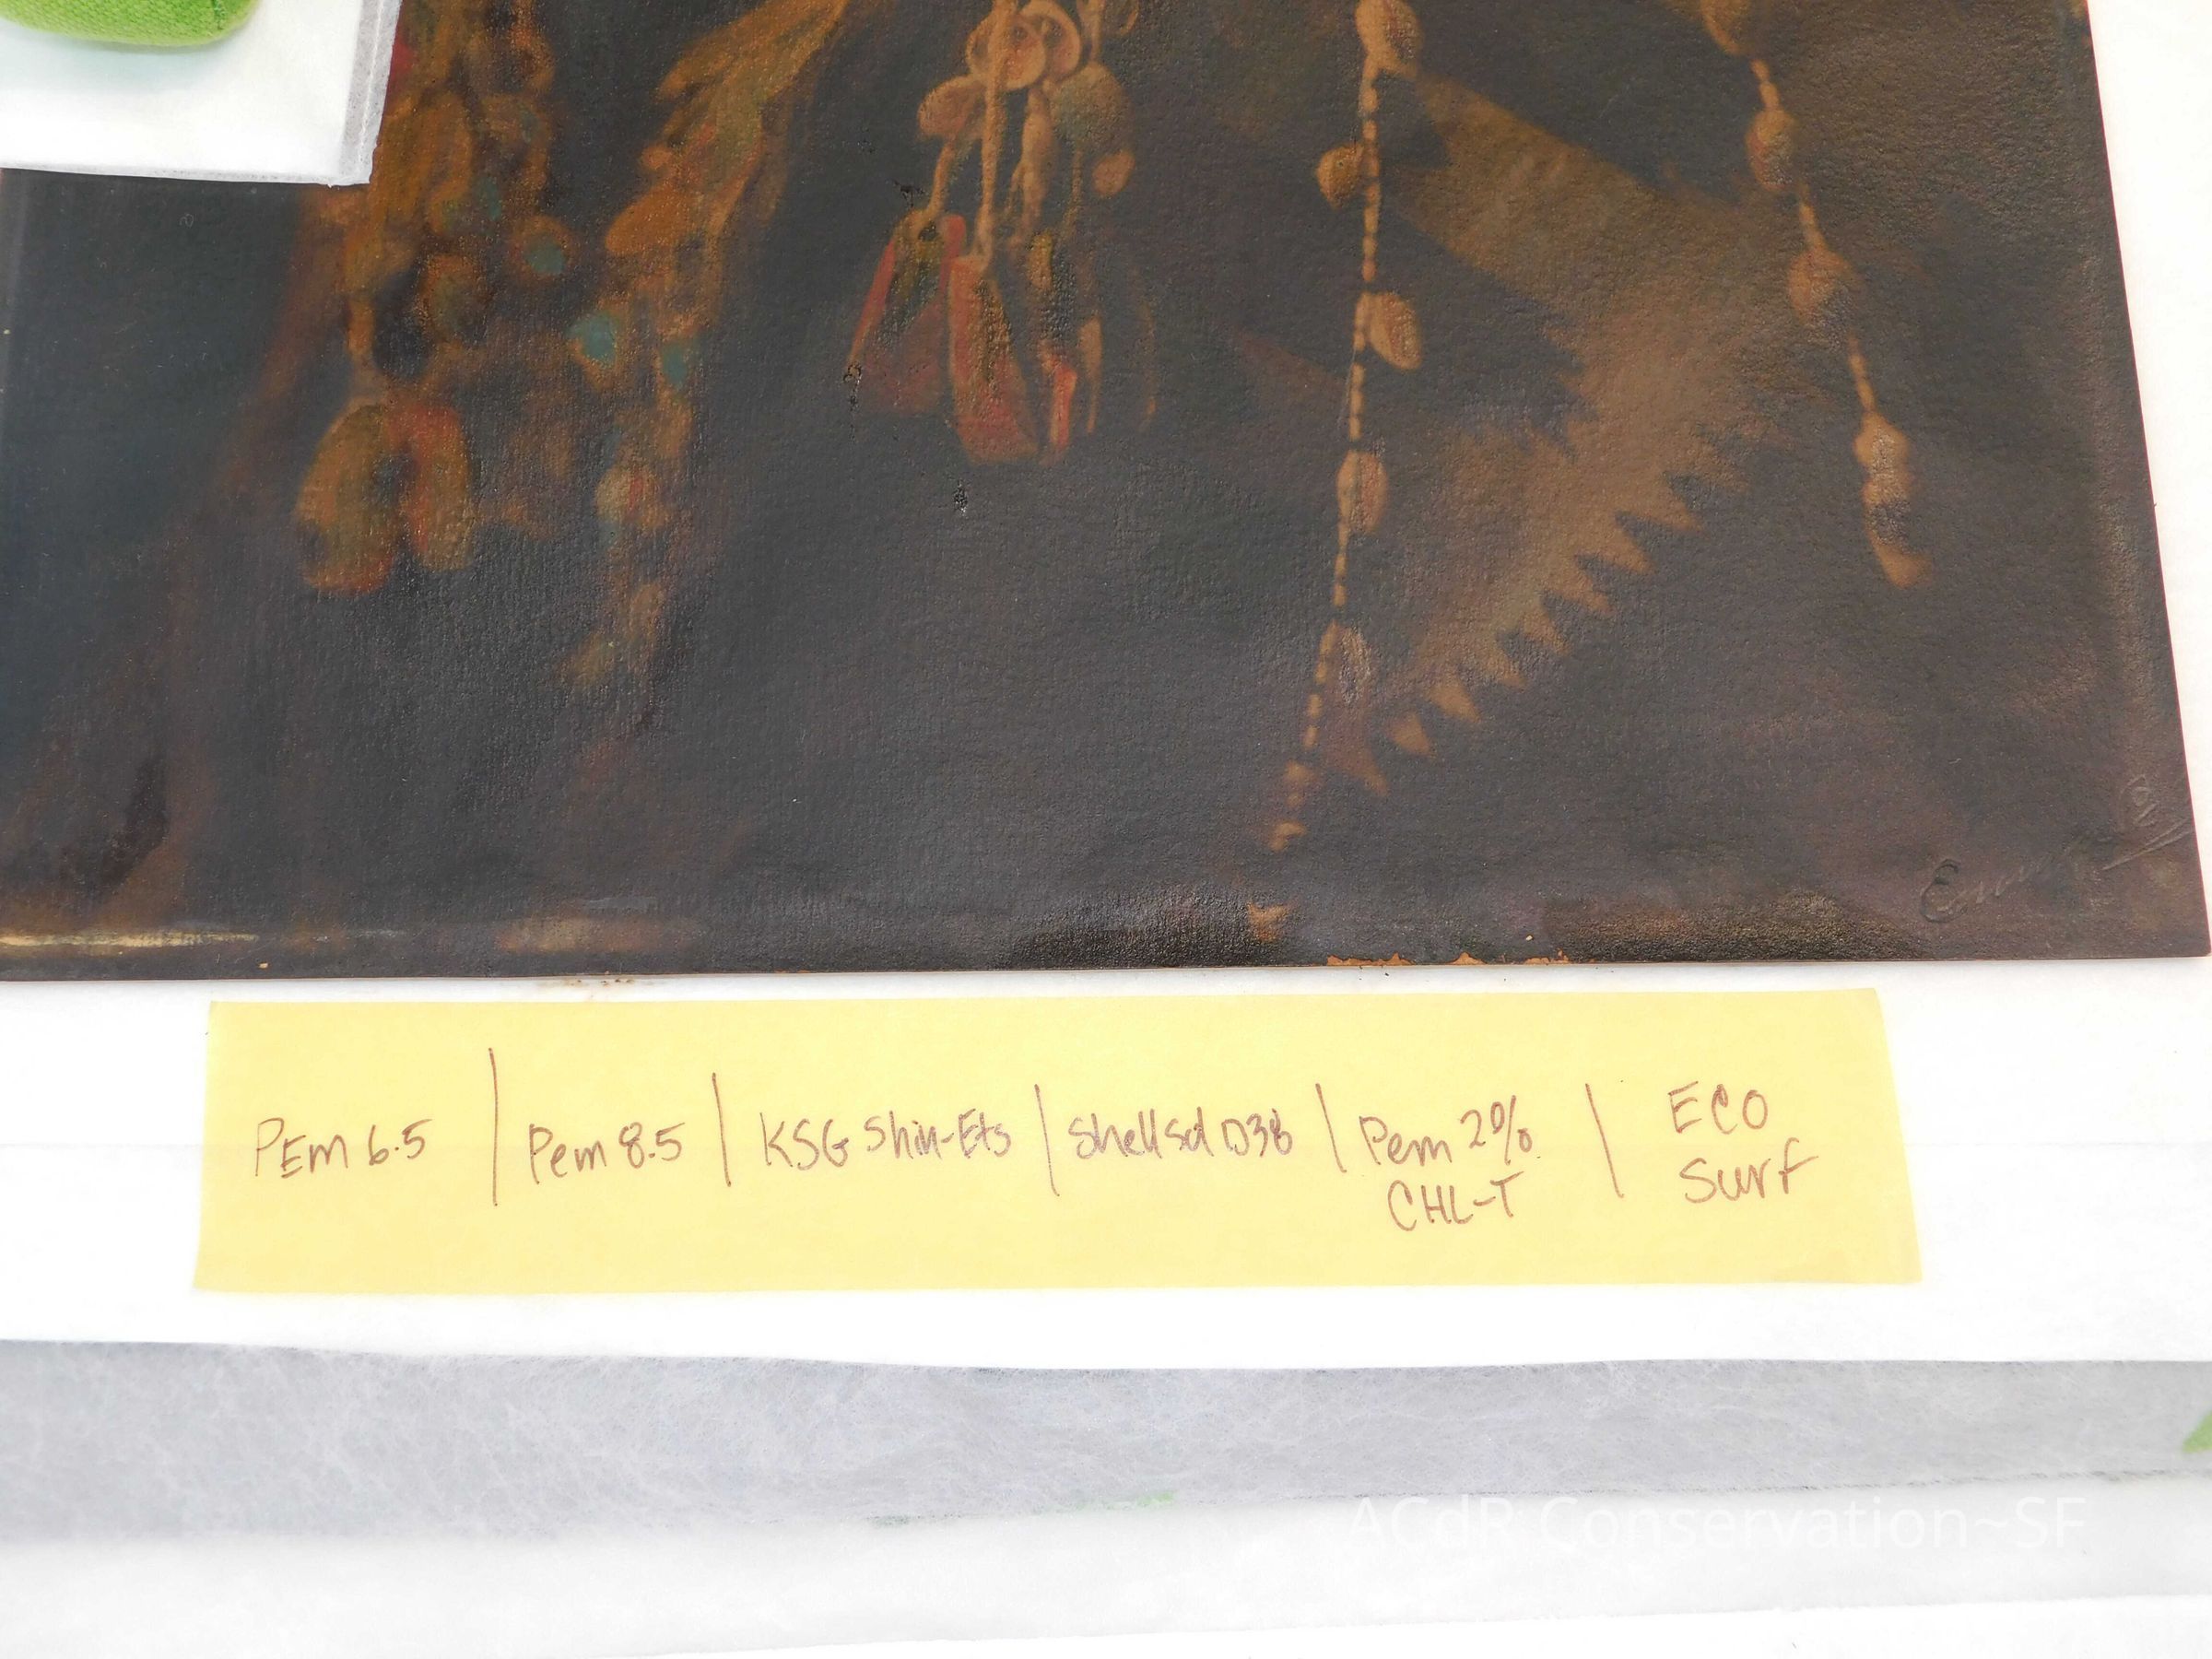 PEm 6.5 | Pem 8.5 | KSG Shin-Ets | Shellsol D38 | Pem 2% CHL-T | ECO Surf
ACdR Conservation~SF